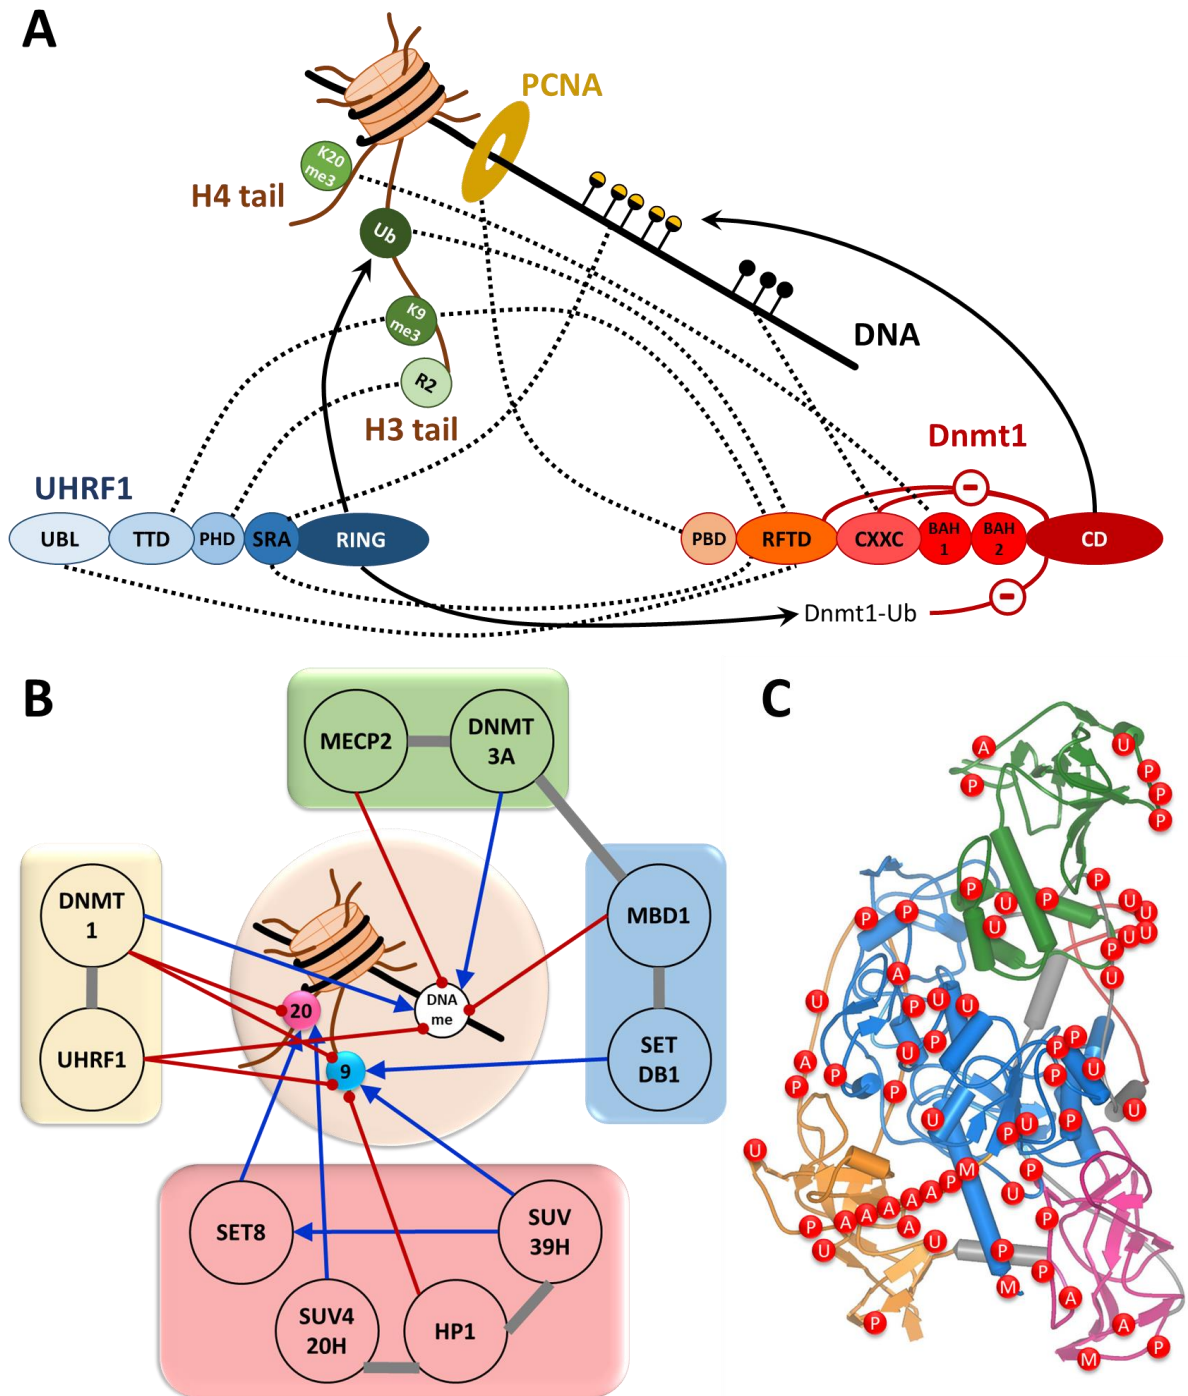 A
PCNA
K20
me3
H4 tail
Ub
K9
me3
R2
H3 tail
DNA
Dnmt1
UHRF1
UBL
TTD
PHD
SRA
RING
PBD
RFTD
CXXC
BAH
1
BAH
2
CD
Dnmt1-Ub
B
MECP2
DNMT
3A
DNMT
1
UHRF1
MBD1
SET
DB1
20
9
DNA
me
SET8
SUV
39H
SUV4
20H
HP1
C
A
U
P
P
P
P
P
U
P
P
U
U
U
P
P
U
U
U
P
U
A
P
U
U
U
U
P
P
P
A
P
P
P
P
U
U
U
P
U
P
U
M
P
P
U
P
A
A
A
A
A
P
U
A
U
P
P
P
M
A
A
P
M
P